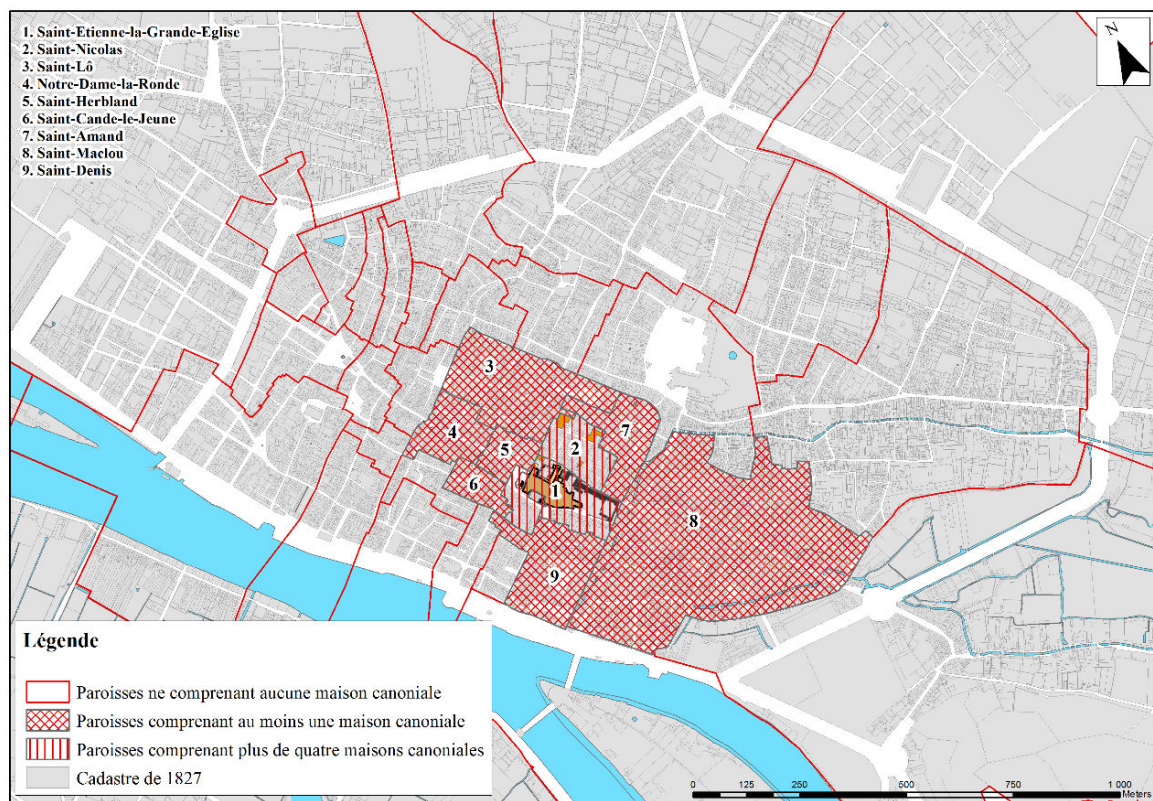 1. Saint-Etienne-la-Grande-Eglise
2. Saint-Nicolas
3. Saint-Lô
4. Notre-Dame-la-Ronde
5. Saint-Herbland
6. Saint-Cande-le-Jeune
7. Saint-Amand
8. Saint-Maclou
9. Saint-Denis
N
3
4
5
2
7
1
6
8
9
Légende
Paroisses ne comprenant aucune maison canoniale
Paroisses comprenant au moins une maison canoniale
Paroisses comprenant plus de quatre maisons canoniales
Cadastre de 1827
0 125 250 500 750 1 000
Meters